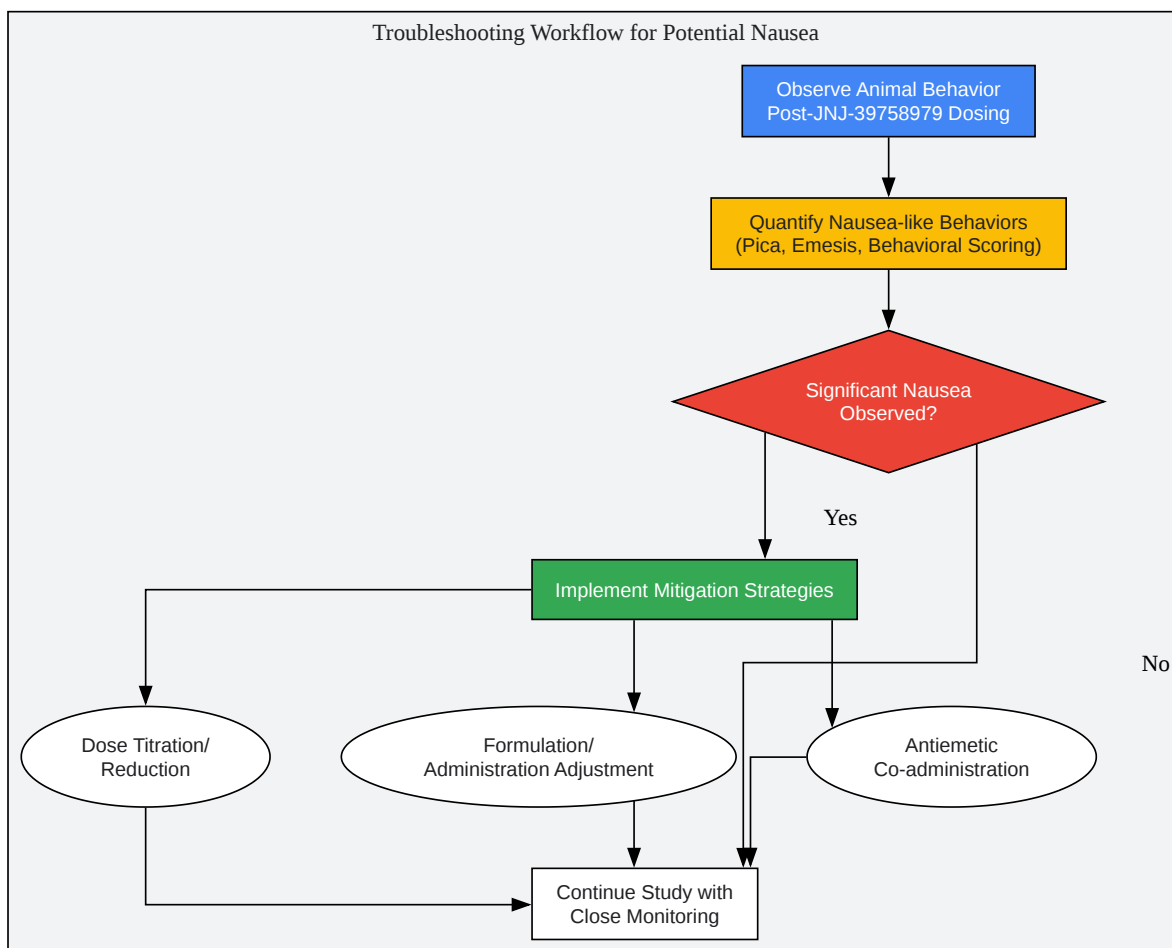 Troubleshooting Workflow for Potential Nausea
Observe Animal Behavior
Post-JNJ-39758979 Dosing
Quantify Nausea-like Behaviors
(Pica, Emesis, Behavioral Scoring)
Significant Nausea
Observed?
Yes
Implement Mitigation Strategies
No
Dose Titration/
Reduction
Formulation/
Administration Adjustment
Antiemetic
Co-administration
Continue Study with
Close Monitoring